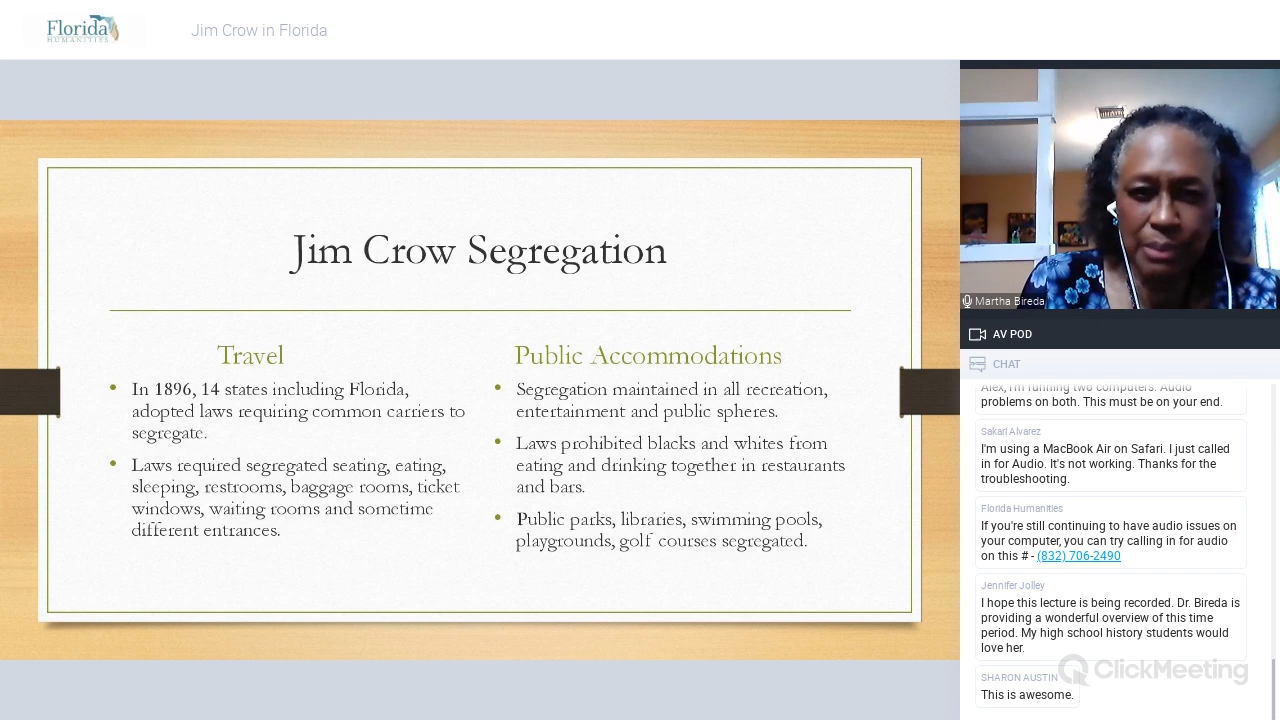 Florida
HUMANITIES
Jim Crow in Florida
Jim Crow Segregation
Travel
• In 1896, 14 states including Florida,
adopted laws requiring common carriers to
segregate.
• Laws required segregated seating, eating,
sleeping, restrooms, baggage rooms, ticket
windows, waiting rooms and sometime
different entrances.
Public Accommodations
• Segregation maintained in all recreation,
entertainment and public spheres.
• Laws prohibited blacks and whites from
eating and drinking together in restaurants
and bars.
• Public parks, libraries, swimming pools,
playgrounds, golf courses segregated.
Martha Bireda
AV POD
CHAT
Alex, I'm running two computers. Audio
problems on both. This must be on your end.
Sakari Alvarez
I'm using a MacBook Air on Safari. I just called
in for Audio. It's not working. Thanks for the
troubleshooting.
Florida Humanities
If you're still continuing to have audio issues on
your computer, you can try calling in for audio
on this # - (832) 706-2490
Jennifer Jolley
I hope this lecture is being recorded. Dr. Bireda is
providing a wonderful overview of this time
period. My high school history students would
love her.
SHARON AUSTIN
This is awesome.
ClickMeeting